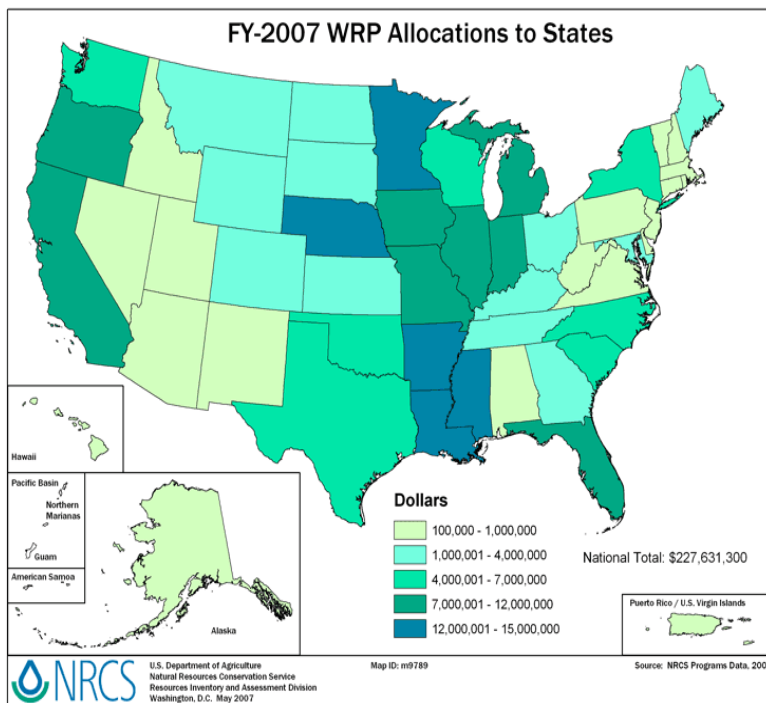 FY-2007 WRP Allocations to States
Hawaii
Pacific Basin
Northern
Marianas
Guam
American Samoa
Alaska
Dollars
100,000 - 1,000,000
1,000,001 - 4,000,000
4,000,001 - 7,000,000
7,000,001 - 12,000,000
12,000,001 - 15,000,000
National Total: $227,631,300
Puerto Rico / U.S. Virgin Islands
NRCS
U.S. Department of Agriculture
Natural Resources Conservation Service
Resources Inventory and Assessment Division
Washington, D.C. May 2007
Map ID: m9789
Source: NRCS Programs Data, 200